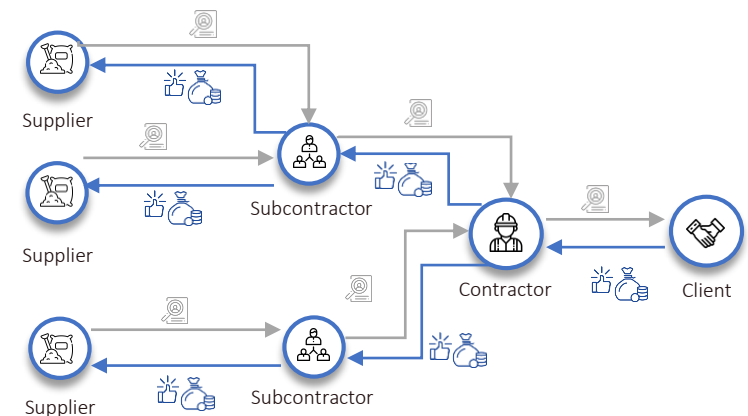 Supplier
Subcontractor
Supplier
Contractor
Client
Subcontractor
Supplier